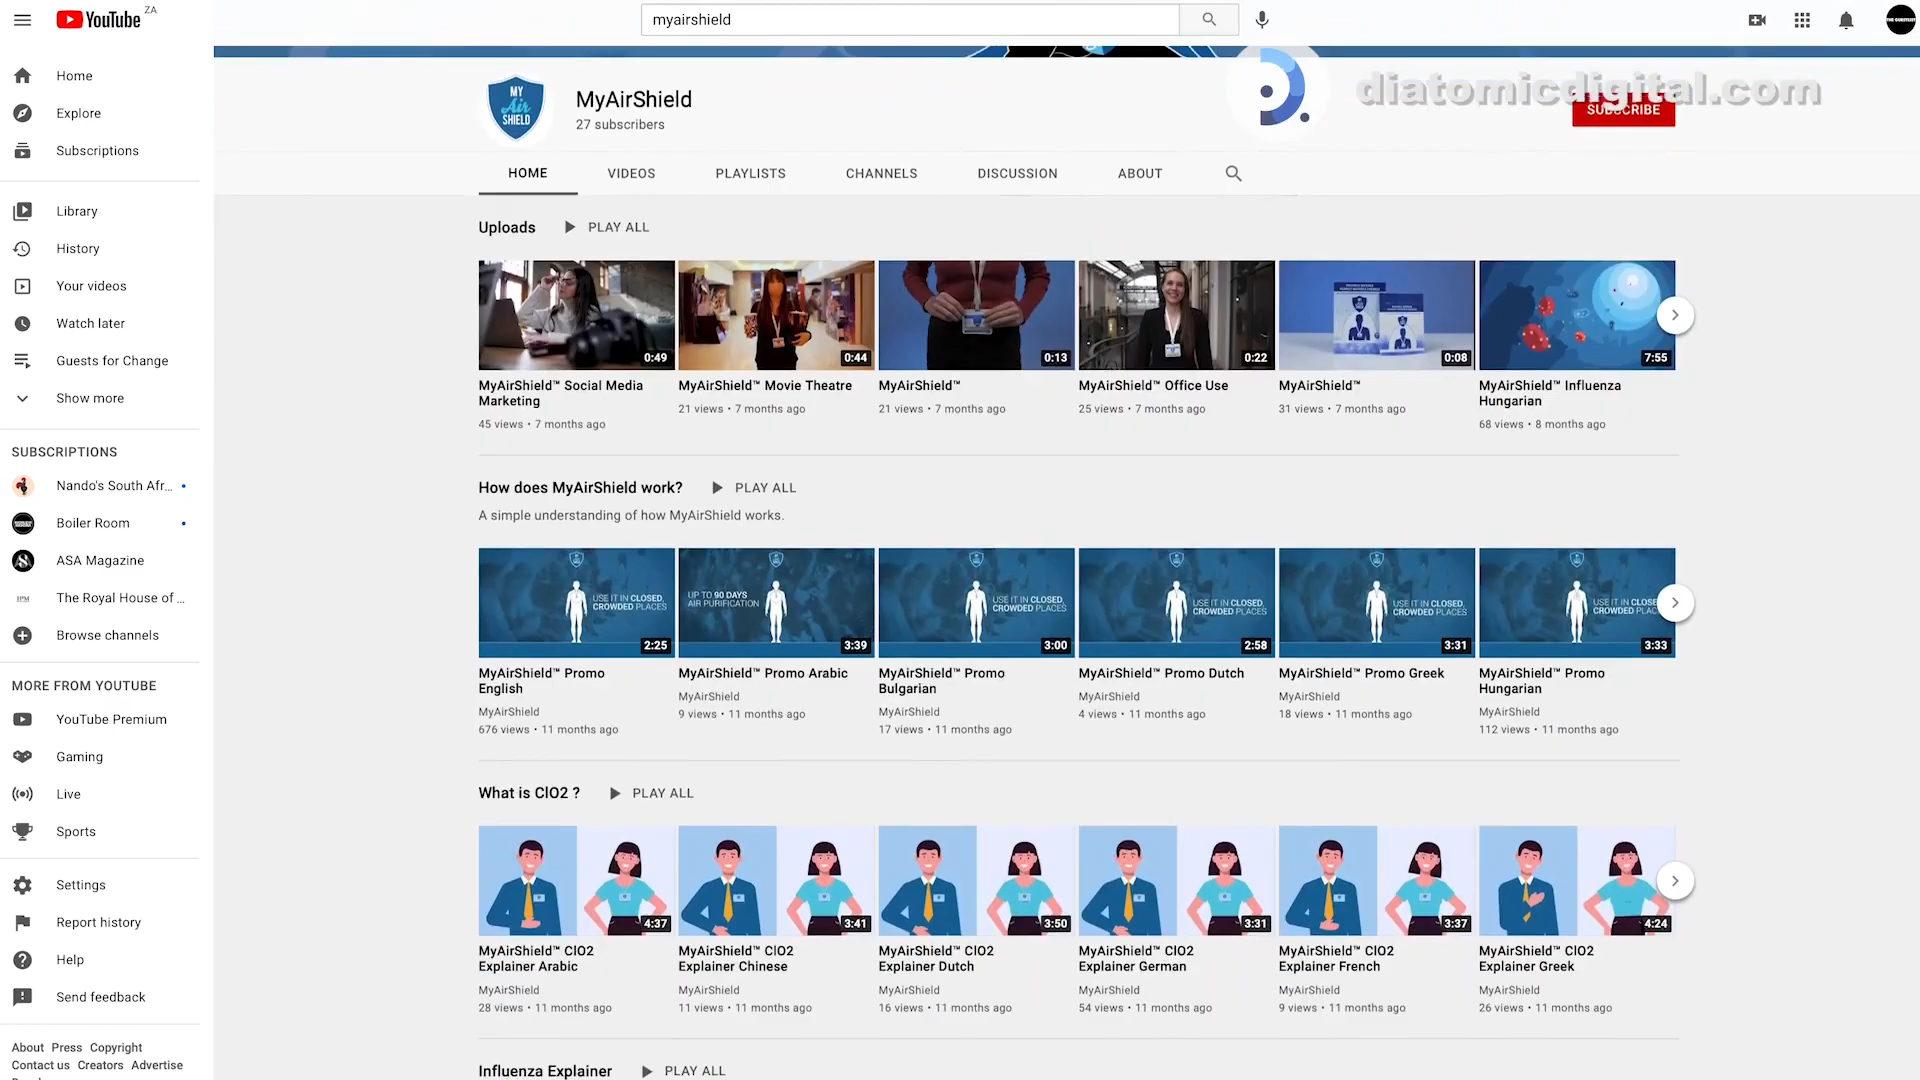 YouTube ZA
myairshield
Home
Explore
Subscriptions
Library
History
Your videos
Watch later
Guests for Change
Show more
SUBSCRIPTIONS
Nando's South Afr...
Boiler Room
ASA Magazine
The Royal House of ...
Browse channels
MORE FROM YOUTUBE
YouTube Premium
Gaming
Live
Sports
Settings
Report history
Help
Send feedback
About Press Copyright
Contact us Creators Advertise
MY
Air
SHIELD
MyAirShield
27 subscribers
diatomicdigital.com
SUBSCRIBE
HOME VIDEOS PLAYLISTS CHANNELS DISCUSSION ABOUT
Uploads PLAY ALL
0:49 0:44 0:13 0:22 0:08 7:55
MyAirShield™ Social Media
Marketing
45 views • 7 months ago
MyAirShield™ Movie Theatre
21 views • 7 months ago
MyAirShield™
21 views • 7 months ago
MyAirShield™ Office Use
25 views • 7 months ago
MyAirShield™
31 views • 7 months ago
MyAirShield™ Influenza
Hungarian
68 views • 8 months ago
How does MyAirShield work? PLAY ALL
A simple understanding of how MyAirShield works.
USE IT IN CLOSED,
CROWDED PLACES
2:25
UP TO 90 DAYS
AIR PURIFICATION
3:39
USE IT IN CLOSED,
CROWDED PLACES
3:00
USE IT IN CLOSED,
CROWDED PLACES
2:58
USE IT IN CLOSED,
CROWDED PLACES
3:31
USE IT IN CLOSE
CROWDED PLACES
3:33
MyAirShield™ Promo
English
MyAirShield
676 views • 11 months ago
MyAirShield™ Promo Arabic
MyAirShield
9 views • 11 months ago
MyAirShield™ Promo
Bulgarian
MyAirShield
17 views • 11 months ago
MyAirShield™ Promo Dutch
MyAirShield
4 views • 11 months ago
MyAirShield™ Promo Greek
MyAirShield
18 views • 11 months ago
MyAirShield™ Promo
Hungarian
MyAirShield
112 views • 11 months ago
What is ClO2 ? PLAY ALL
4:37 3:41 3:50 3:31 3:37 4:24
MyAirShield™ ClO2
Explainer Arabic
MyAirShield
28 views • 11 months ago
MyAirShield™ ClO2
Explainer Chinese
MyAirShield
11 views • 11 months ago
MyAirShield™ ClO2
Explainer Dutch
MyAirShield
16 views • 11 months ago
MyAirShield™ ClO2
Explainer German
MyAirShield
54 views • 11 months ago
MyAirShield™ ClO2
Explainer French
MyAirShield
9 views • 11 months ago
MyAirShield™ ClO2
Explainer Greek
MyAirShield
26 views • 11 months ago
Influenza Explainer PLAY ALL